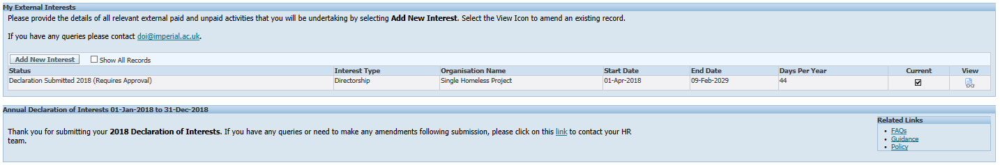 My External Interests
Please provide the details of all relevant external paid and unpaid activities that you will be undertaking by selecting Add New Interest. Select the View Icon to amend an existing record.
If you have any queries please contact doi@imperial.ac.uk.
Add New Interest Show All Records
Status Interest Type Organisation Name Start Date End Date Days Per Year Current View
Declaration Submitted 2018 (Requires Approval) Directorship Single Homeless Project 01-Apr-2018 09-Feb-2029 44
Annual Declaration of Interests 01-Jan-2018 to 31-Dec-2018
Thank you for submitting your 2018 Declaration of Interests. If you have any queries or need to make any amendments following submission, please click on this link to contact your HR
team.
Related Links
• FAQs
• Guidance
• Policy